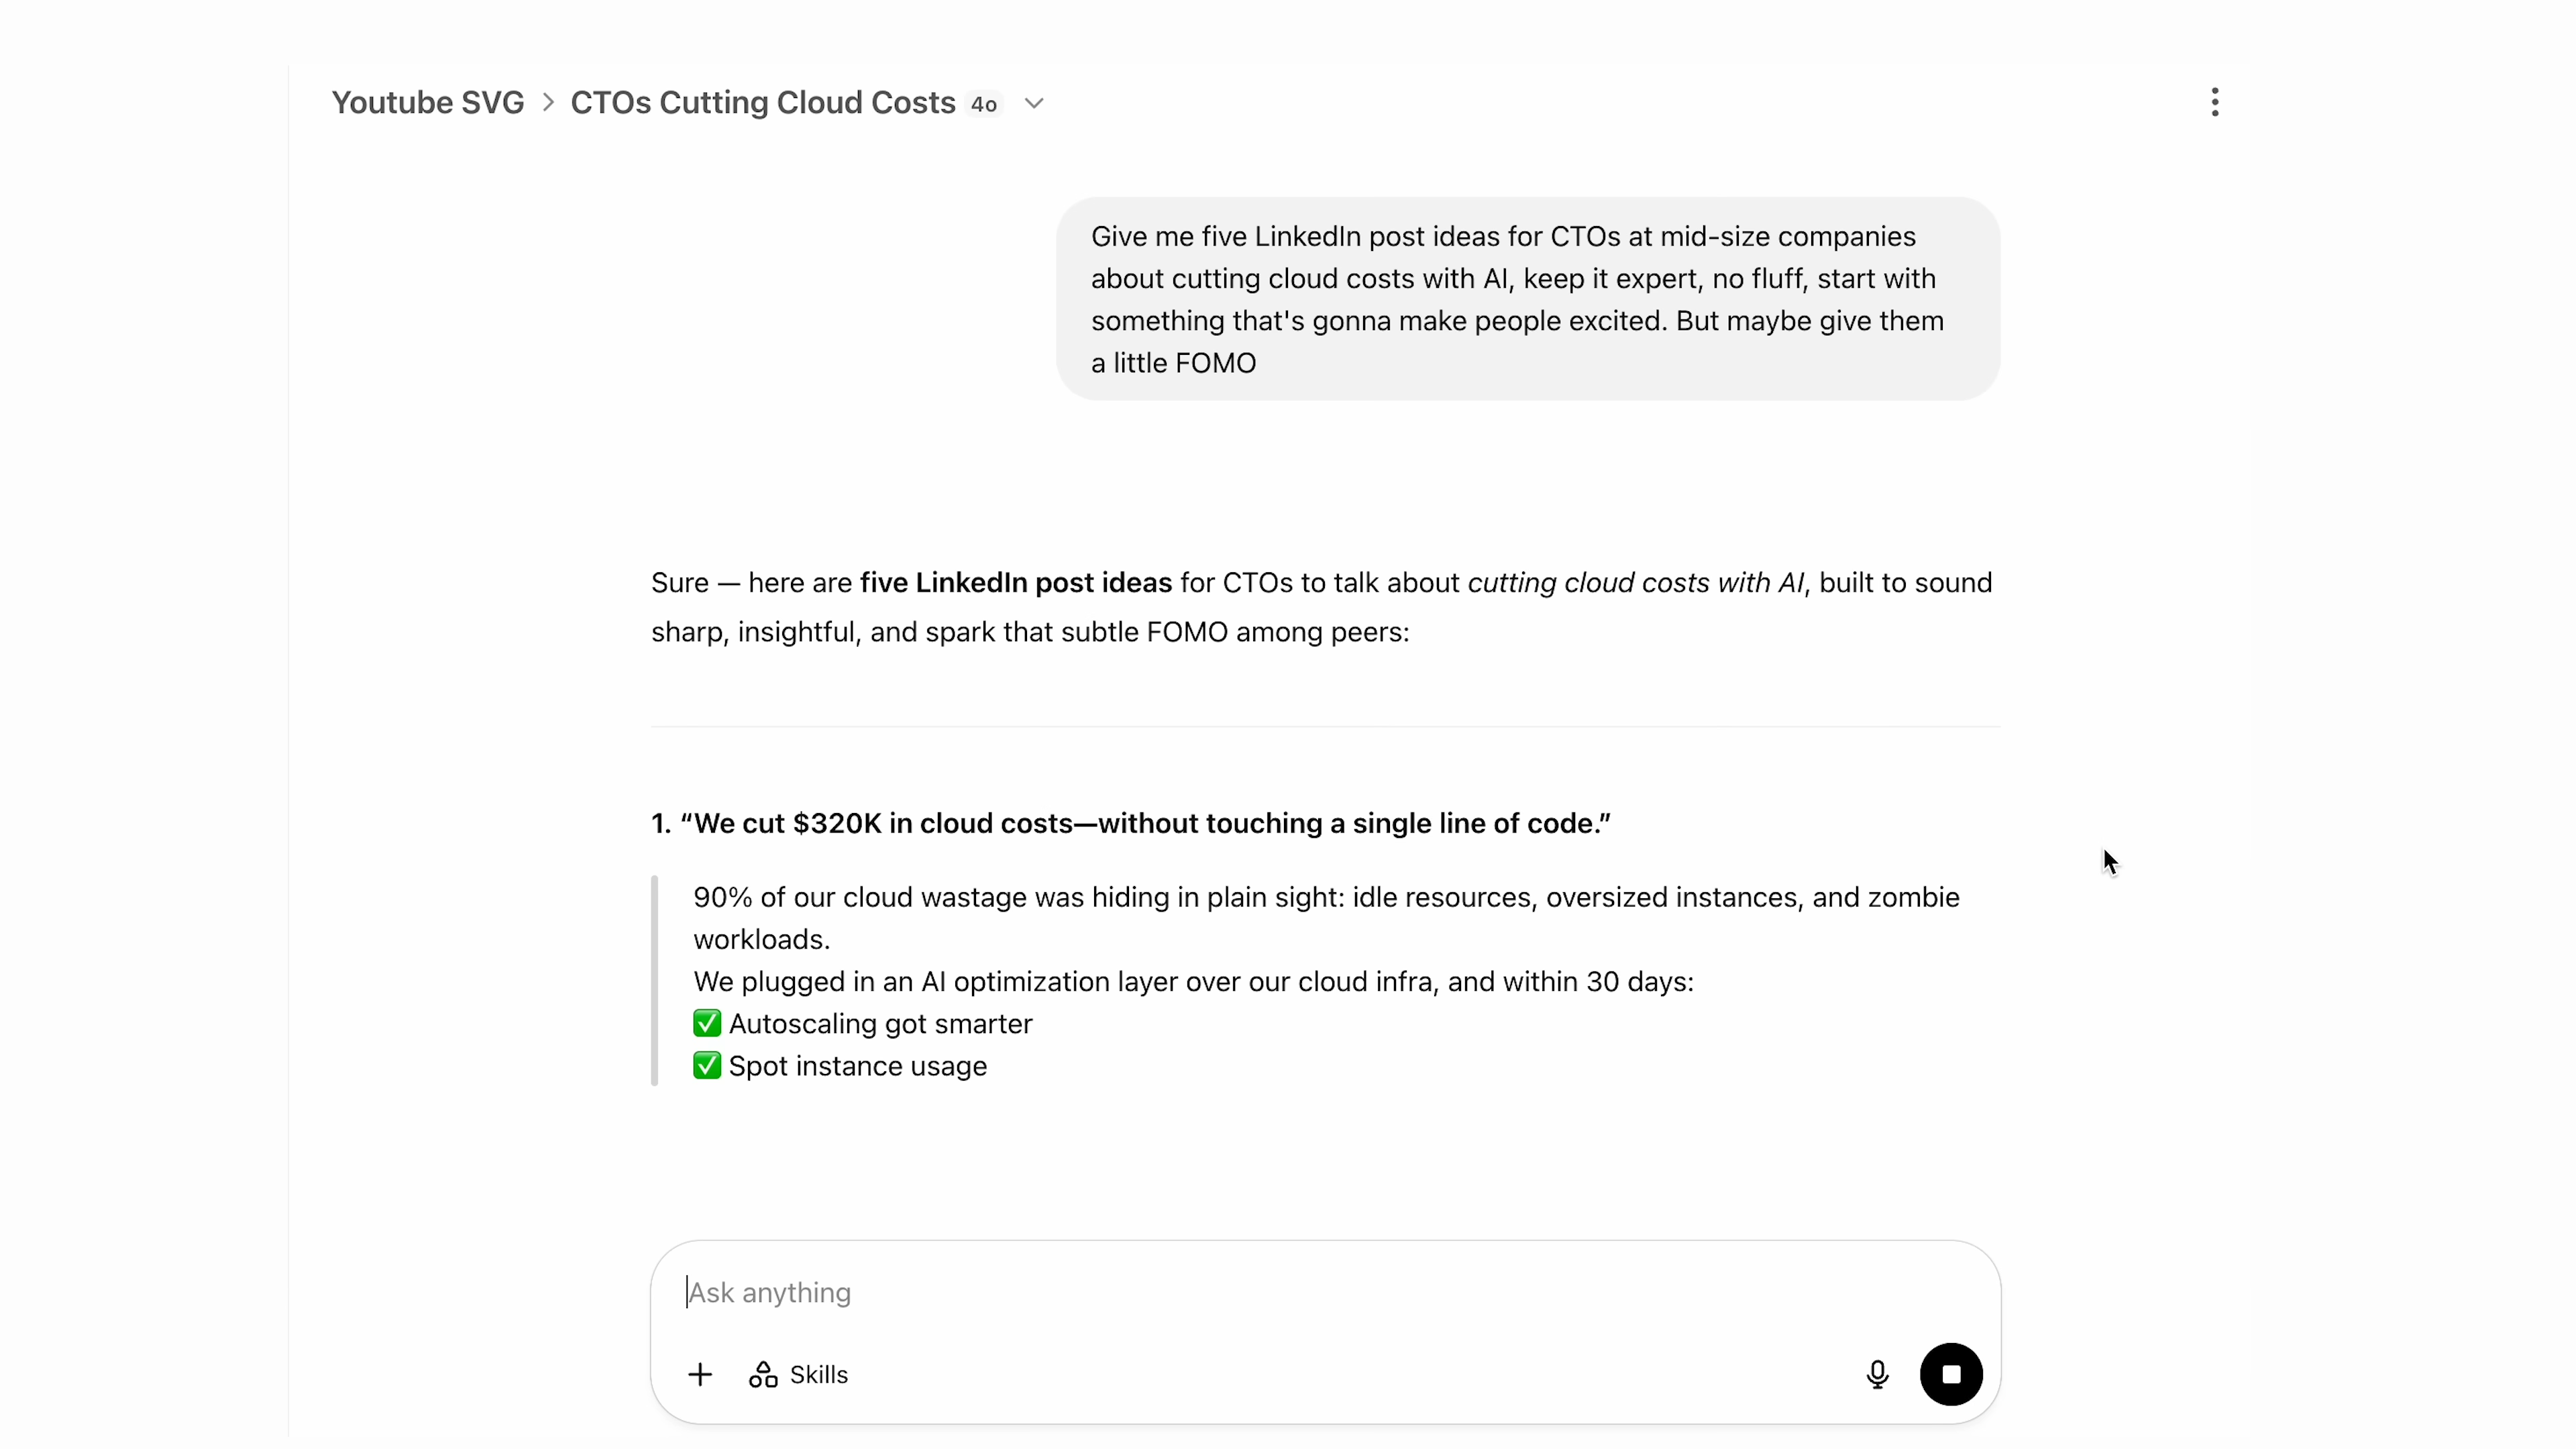 Youtube SVG > CTOs Cutting Cloud Costs 4o
Give me five LinkedIn post ideas for CTOs at mid-size companies
about cutting cloud costs with AI, keep it expert, no fluff, start with
something that's gonna make people excited. But maybe give them
a little FOMO
Sure — here are five LinkedIn post ideas for CTOs to talk about cutting cloud costs with AI, built to sound
sharp, insightful, and spark that subtle FOMO among peers:
1. “We cut $320K in cloud costs—without touching a single line of code.”
90% of our cloud wastage was hiding in plain sight: idle resources, oversized instances, and zombie
workloads.
We plugged in an AI optimization layer over our cloud infra, and within 30 days:
✅ Autoscaling got smarter
✅ Spot instance usage
Ask anything
Skills